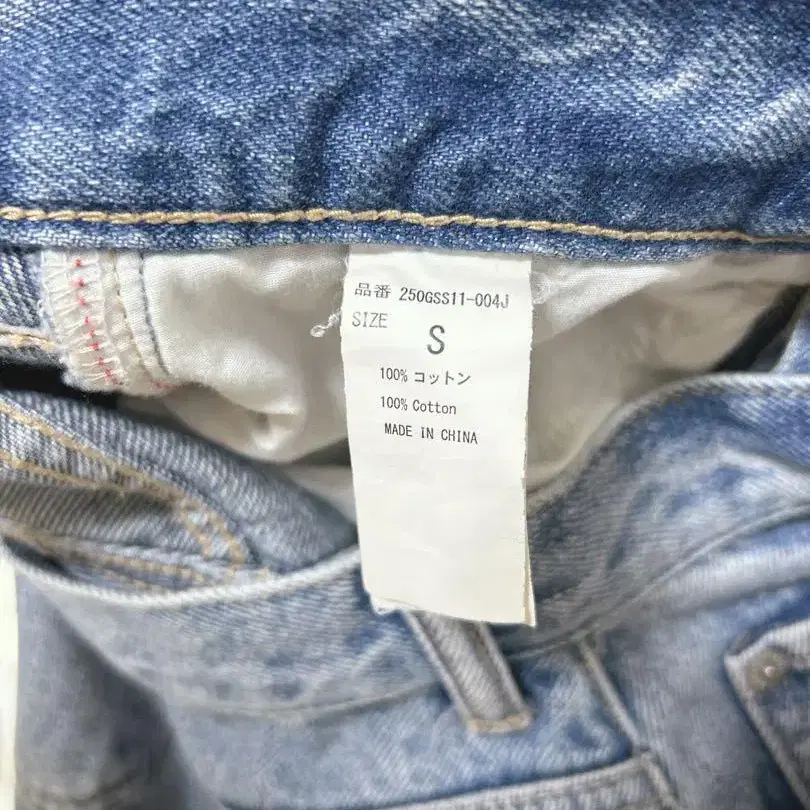 品番 250GSS11-004J
SIZE
S
100% コットン
100% Cotton
MADE IN CHINA